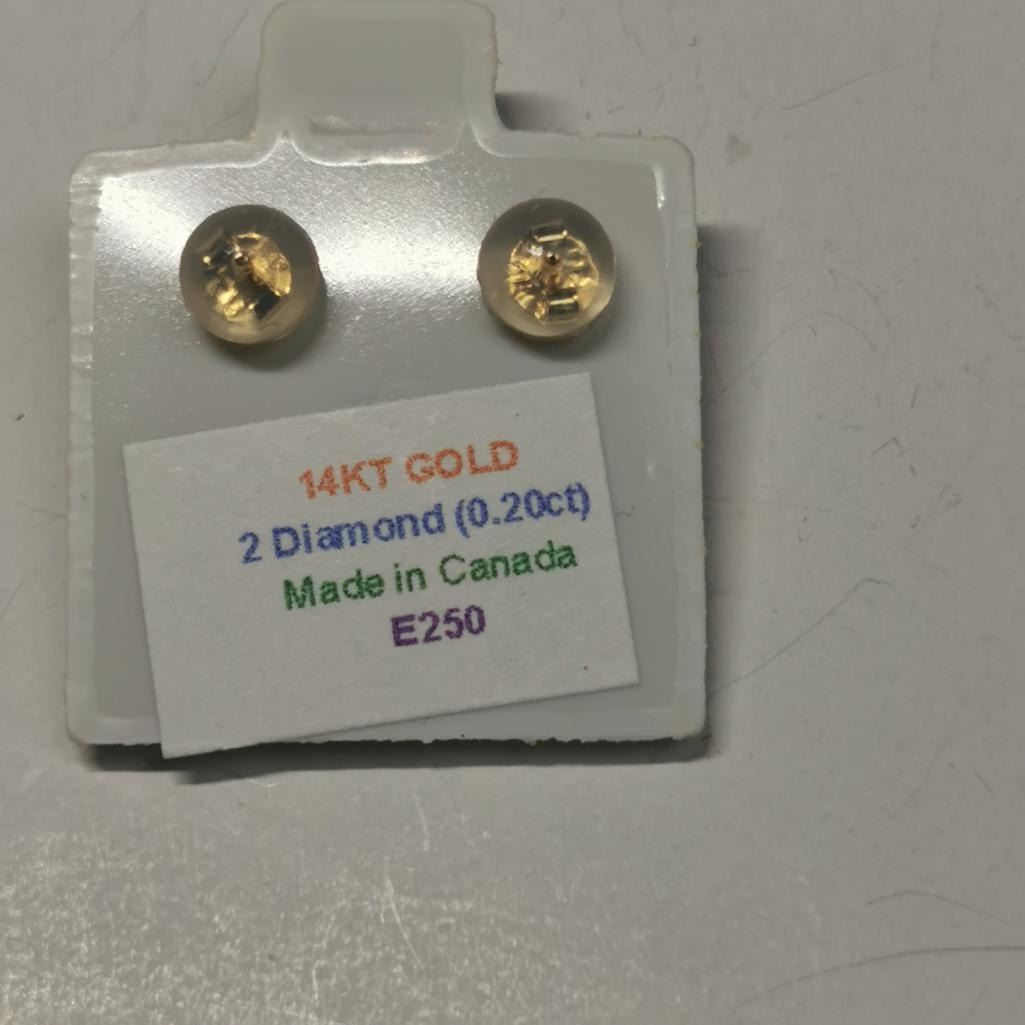 14KT GOLD
2 Diamond (0.20ct)
Made in Canada
E250